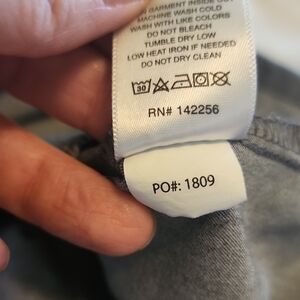 GARMENT INSIDE OUT
MACHINE WASH COLD
WASH WITH LIKE COLORS
DO NOT BLEACH
TUMBLE DRY LOW
LOW HEAT IRON IF NEEDED
DO NOT DRY CLEAN
30
RN# 142256
PO#: 1809